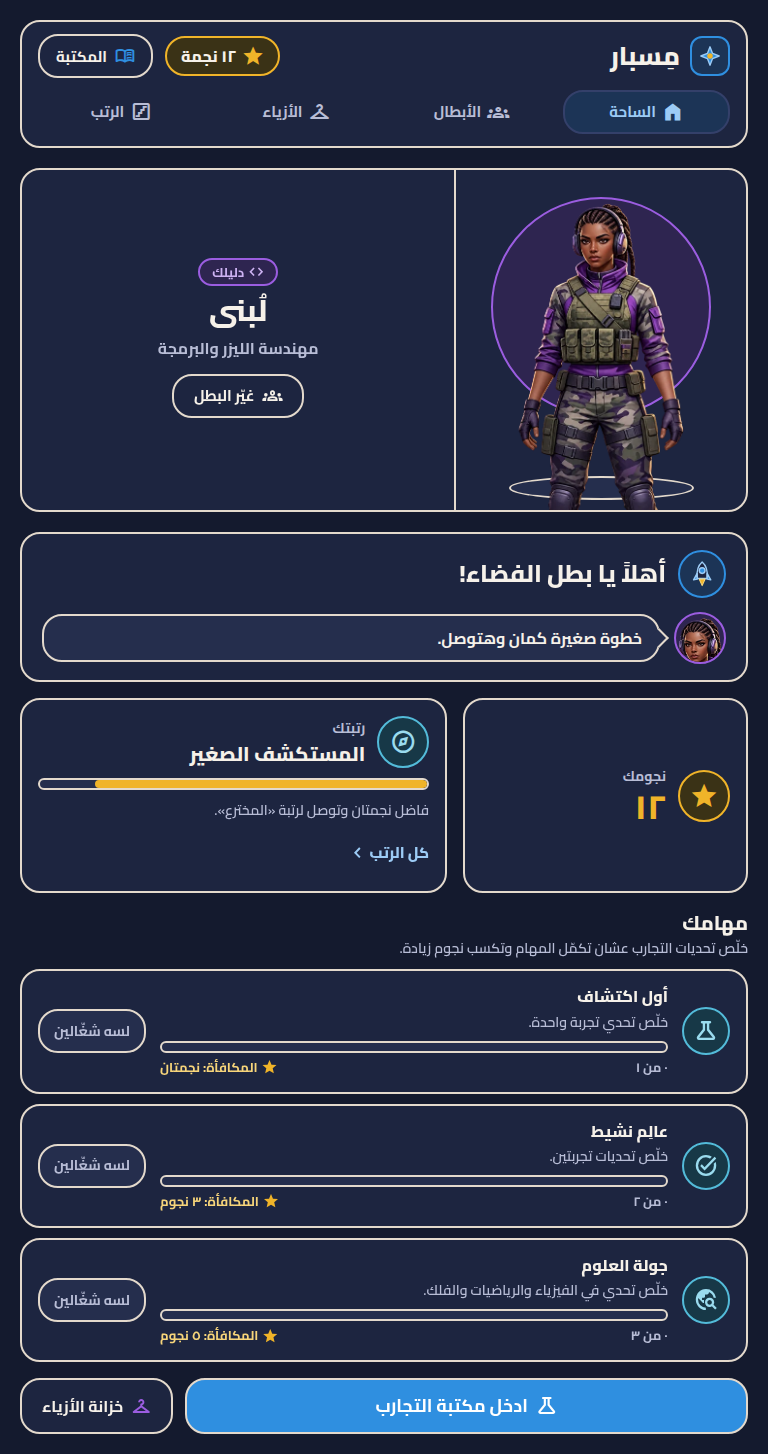 مِسبار
١٢ نجمة
المكتبة
الساحة
الأبطال
الأزياء
الرتب
دليلك
لُبنى
مهندسة الليزر والبرمجة
غيّر البطل
أهلاً يا بطل الفضاء!
خطوة صغيرة كمان وهتوصل.
نجومك
١٢
رتبتك
المستكشف الصغير
فاضل نجمتان وتوصل لرتبة «المخترع».
كل الرتب
مهامك
خلّص تحديات التجارب عشان تكمّل المهام وتكسب نجوم زيادة.
أول اكتشاف
خلّص تحدي تجربة واحدة.
٠ من ١
المكافأة: نجمتان
لسه شغّالين
عالِم نشيط
خلّص تحديات تجربتين.
٠ من ٢
المكافأة: ٣ نجوم
لسه شغّالين
جولة العلوم
خلّص تحدي في الفيزياء والرياضيات والفلك.
٠ من ٣
المكافأة: ٥ نجوم
لسه شغّالين
ادخل مكتبة التجارب
خزانة الأزياء